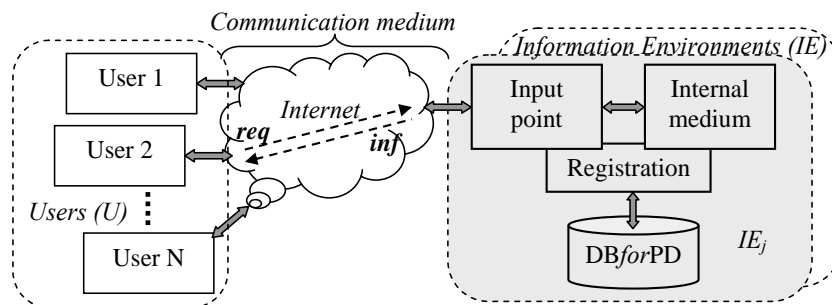 Communication medium
Information Environments (IE)
User 1
User 2
Users (U)
User N
Internet
req
inf
Input
point
Internal
medium
Registration
DBforPD
IEj